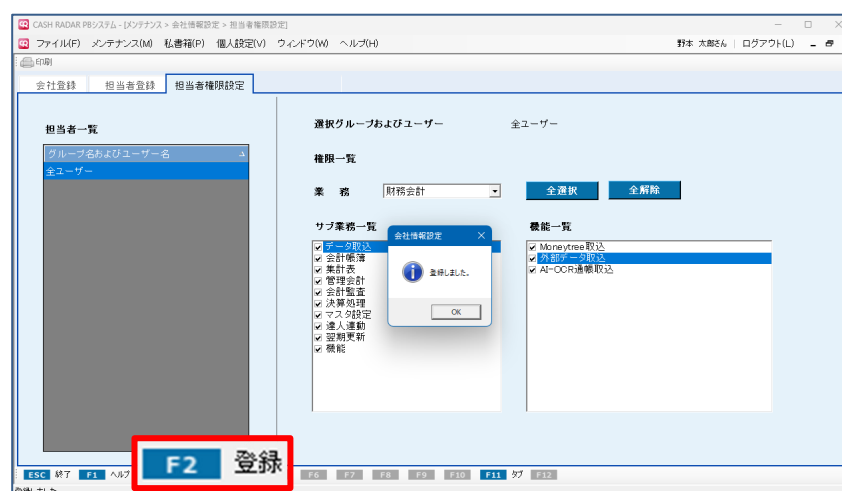 CASH RADAR PBシステム - [メンテナンス > 会社情報設定 > 担当者権限設定]
ファイル(F) メンテナンス(M) 私書箱(P) 個人設定(V) ウィンドウ(W) ヘルプ(H) 野本 太郎さん ログアウト(L)
印刷
会社登録 担当者登録 担当者権限設定
担当者一覧
グループ名およびユーザー名
全ユーザー
選択グループおよびユーザー 全ユーザー
権限一覧
業 務 財務会計 全選択 全解除
サブ業務一覧
データ取込
会計帳簿
集計表
管理会計
会計監査
決算処理
マスタ設定
達人連動
翌期更新
機能
機能一覧
Moneytree取込
外部データ取込
AI-OCR通帳取込
会社情報設定
登録しました。
OK
ESC 終了 F1 ヘルプ F2 登録 F6 F7 F8 F9 F10 F11 タブ F12